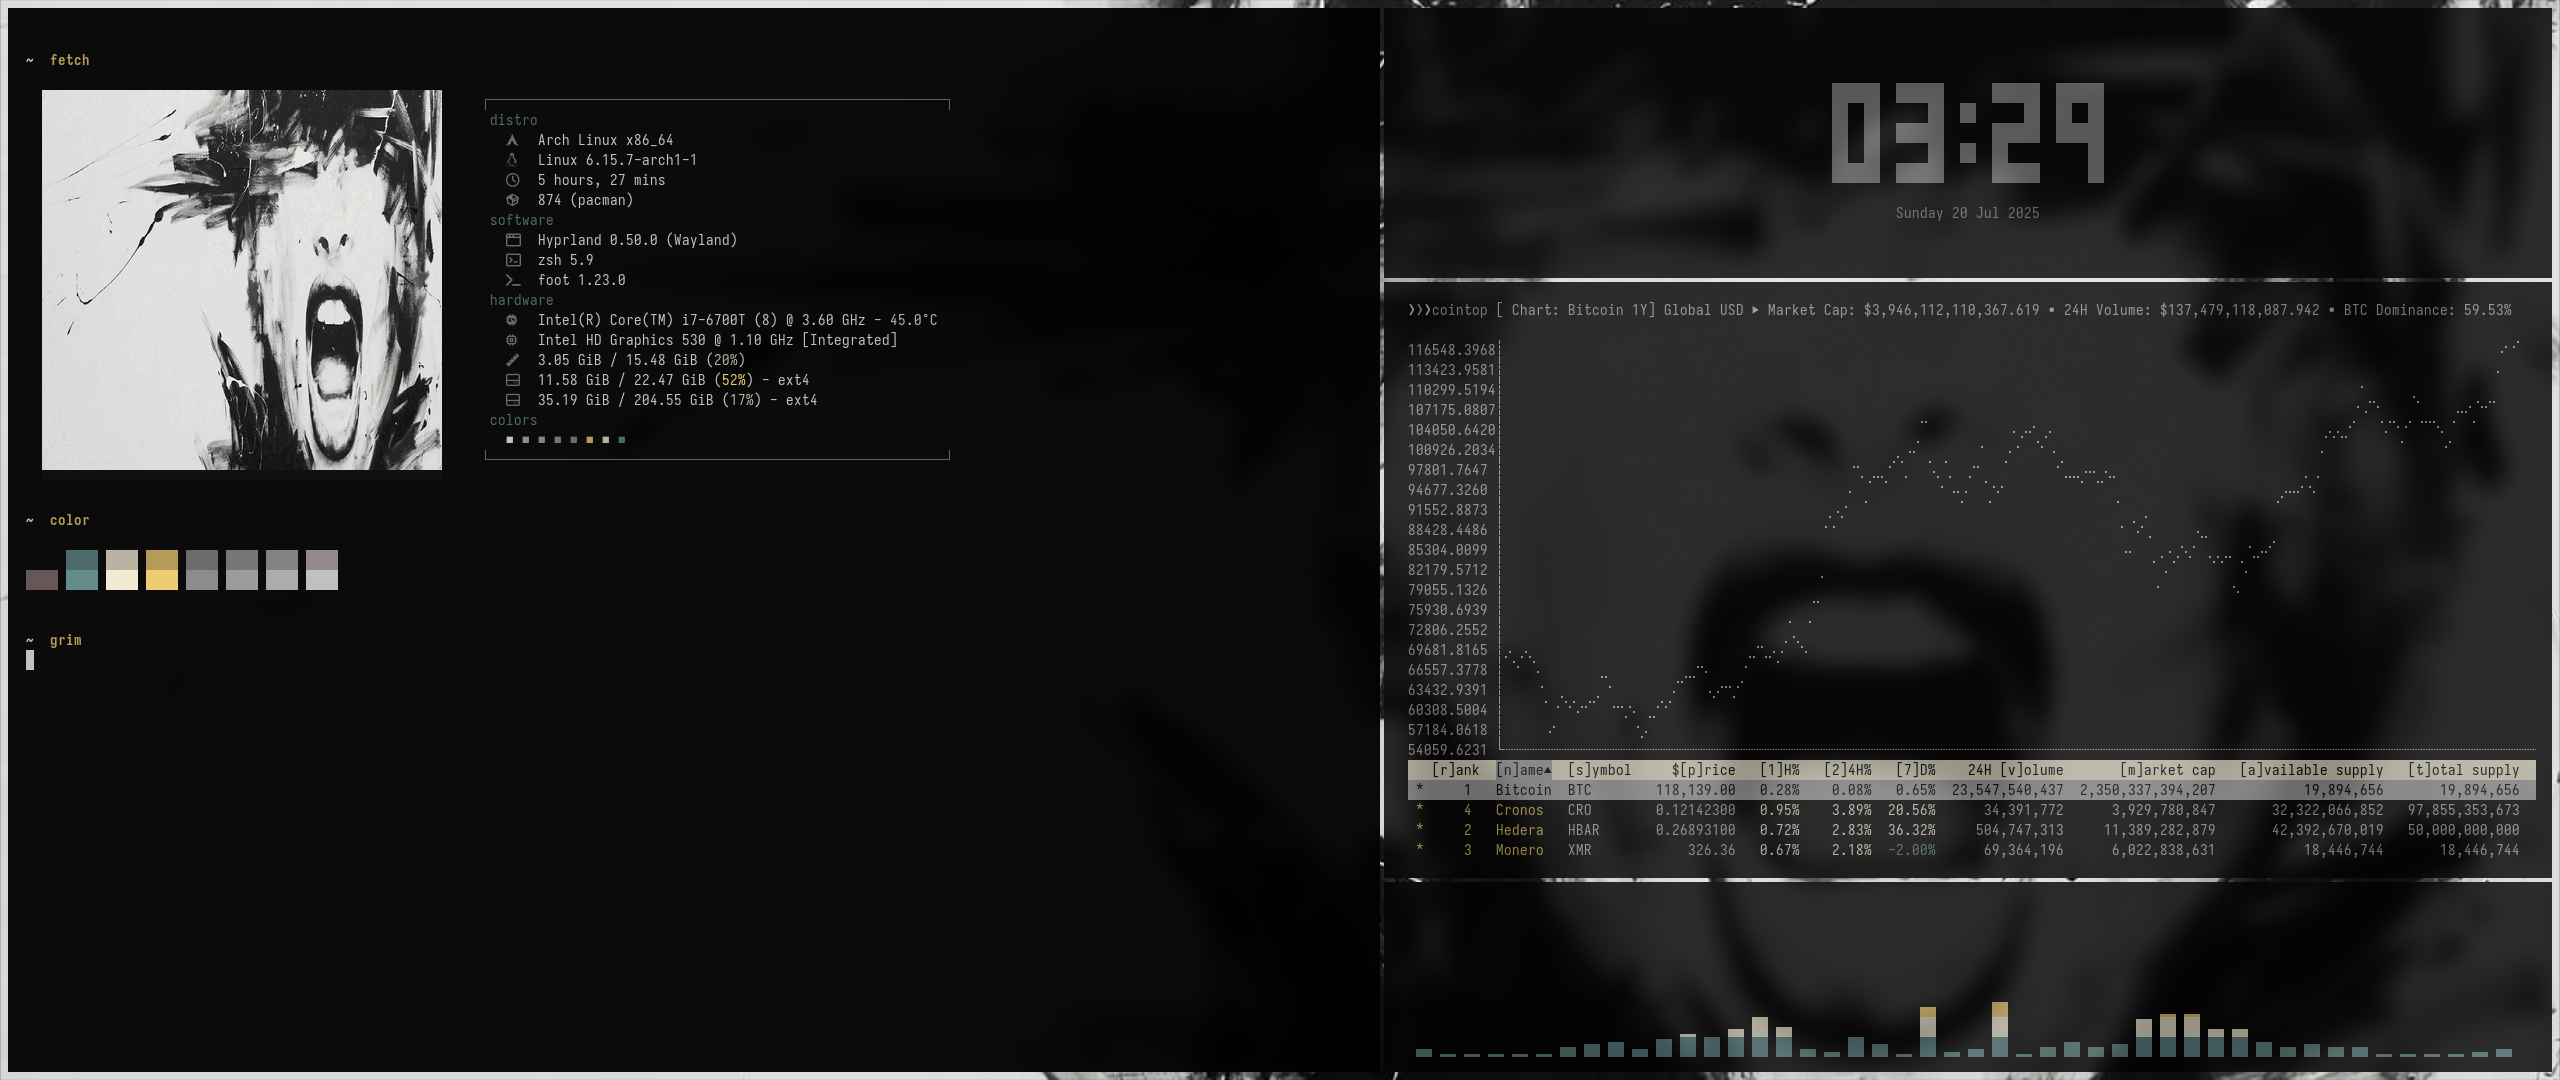 ~ fetch
distro
Arch Linux x86_64
Linux 6.15.7-arch1-1
5 hours, 27 mins
874 (pacman)
software
Hyprland 0.50.0 (Wayland)
zsh 5.9
foot 1.23.0
hardware
Intel(R) Core(TM) i7-6700T (8) @ 3.60 GHz - 45.0°C
Intel HD Graphics 530 @ 1.10 GHz [Integrated]
3.05 GiB / 15.48 GiB (20%)
11.58 GiB / 22.47 GiB (52%) - ext4
35.19 GiB / 204.55 GiB (17%) - ext4
colors
~ color
~ grim
03:29
Sunday 20 Jul 2025
❯❯❯cointop [ Chart: Bitcoin 1Y] Global USD ▶ Market Cap: $3,946,112,110,367.619 • 24H Volume: $137,479,118,087.942 • BTC Dominance: 59.53%
116548.3968
113423.9581
110299.5194
107175.0807
104050.6420
100926.2034
97801.7647
94677.3260
91552.8873
88428.4486
85304.0099
82179.5712
79055.1326
75930.6939
72806.2552
69681.8165
66557.3778
63432.9391
60308.5004
57184.0618
54059.6231
[r]ank [n]ame▲ [s]ymbol $[p]rice [1]H% [2]4H% [7]D% 24H [v]olume [m]arket cap [a]vailable supply [t]otal supply
* 1 Bitcoin BTC 118,139.00 0.28% 0.08% 0.65% 23,547,540,437 2,350,337,394,207 19,894,656 19,894,656
* 4 Cronos CRO 0.12142300 0.95% 3.89% 20.56% 34,391,772 3,929,780,847 32,322,066,852 97,855,353,673
* 2 Hedera HBAR 0.26893100 0.72% 2.83% 36.32% 504,747,313 11,389,282,879 42,392,670,019 50,000,000,000
* 3 Monero XMR 326.36 0.67% 2.18% -2.00% 69,364,196 6,022,838,631 18,446,744 18,446,744